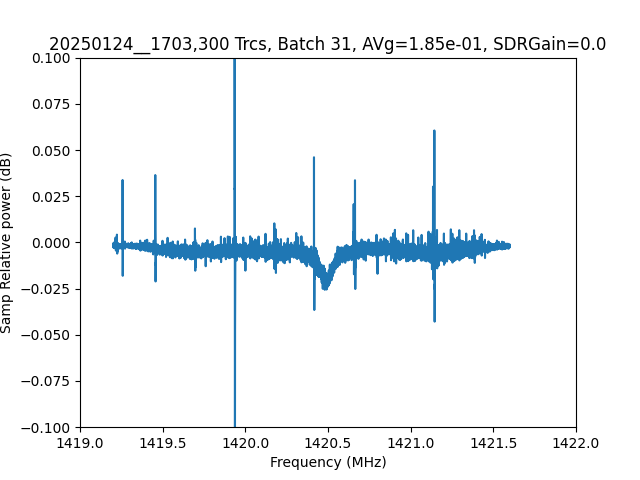 20250124__1703,300 Trcs, Batch 31, AVg=1.85e-01, SDRGain=0.0
Samp Relative power (dB)
0.100
0.075
0.050
0.025
0.000
−0.025
−0.050
−0.075
−0.100
1419.0 1419.5 1420.0 1420.5 1421.0 1421.5 1422.0
Frequency (MHz)